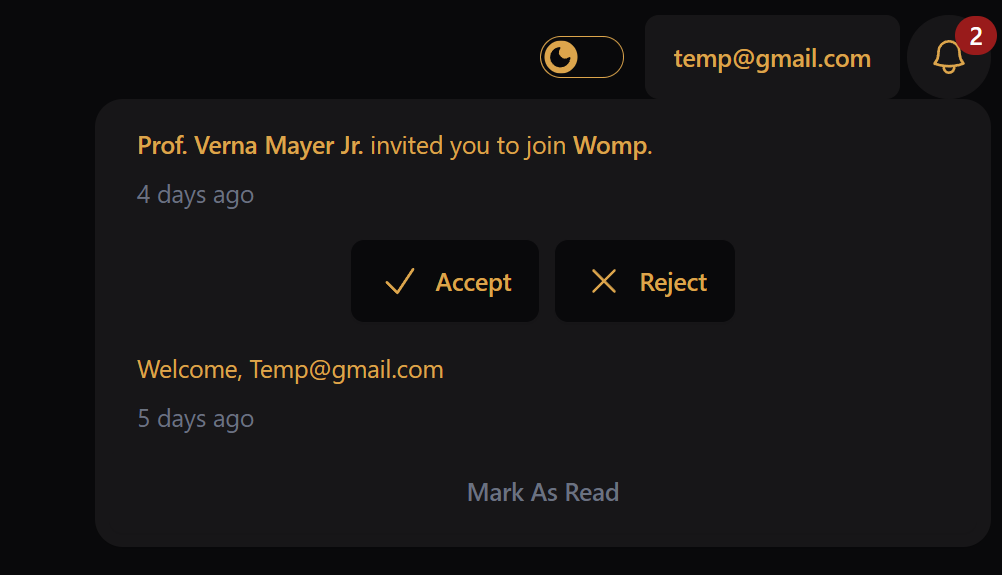 temp@gmail.com
2
Prof. Verna Mayer Jr. invited you to join Womp.
4 days ago
Accept
Reject
Welcome, Temp@gmail.com
5 days ago
Mark As Read